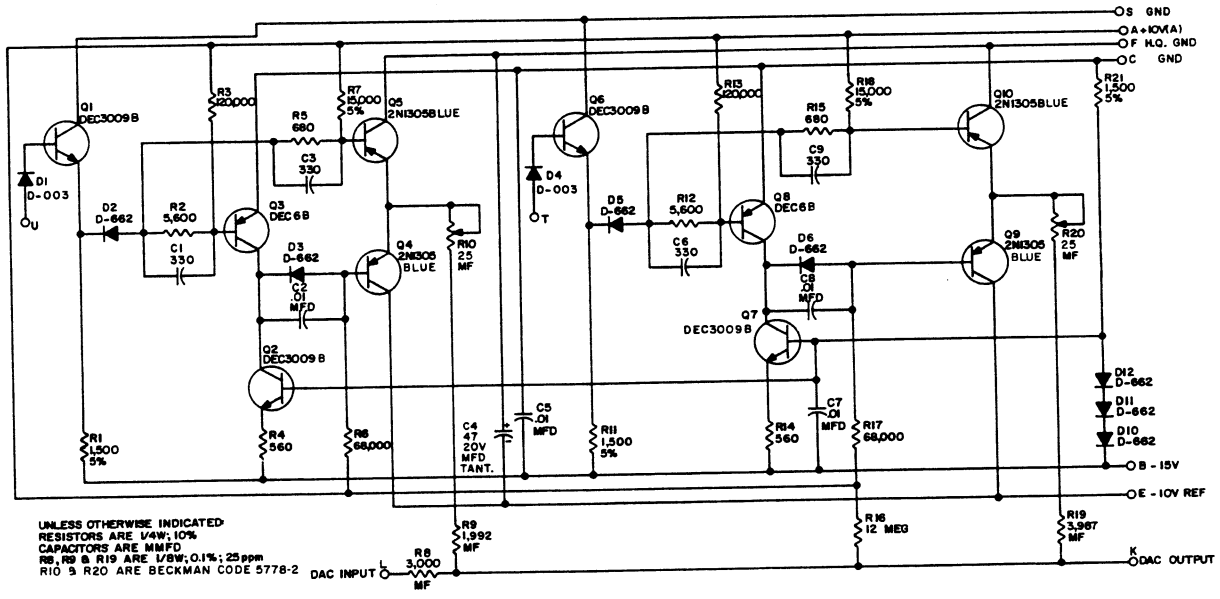 S GND
A +10V(A)
F H.Q. GND
C GND
R21
1,500
5%
R3
120,000
R7
15,000
5%
Q5
2N1305BLUE
Q1
DEC3009B
R5
680
C3
330
D1
D-003
U
D2
D-662
R2
5,600
C1
330
Q3
DEC6B
D3
D-662
C2
.01
MFD
Q4
2N1305
BLUE
R10
25
MF
Q2
DEC3009B
R1
1,500
5%
R4
560
R6
68,000
C4
47
20V
MFD
TANT.
C5
.01
MFD
R9
1,992
MF
Q6
DEC3009B
R13
120,000
R18
15,000
5%
R15
680
C9
330
Q10
2N1305BLUE
D4
D-003
T
D5
D-662
R12
5,600
C6
330
Q8
DEC6B
D6
D-662
C8
.01
MFD
Q9
2N1305
BLUE
R20
25
MF
Q7
DEC3009B
R11
1,500
5%
R14
560
C7
.01
MFD
R17
68,000
D12
D-662
D11
D-662
D10
D-662
B -15V
E -10V REF
R16
12 MEG
R19
3,987
MF
UNLESS OTHERWISE INDICATED:
RESISTORS ARE 1/4W; 10%
CAPACITORS ARE MMFD
R8, R9 & R19 ARE 1/8W; 0.1%; 25ppm
R10 & R20 ARE BECKMAN CODE 5778-2
DAC INPUT L
R8
3,000
MF
K
DAC OUTPUT